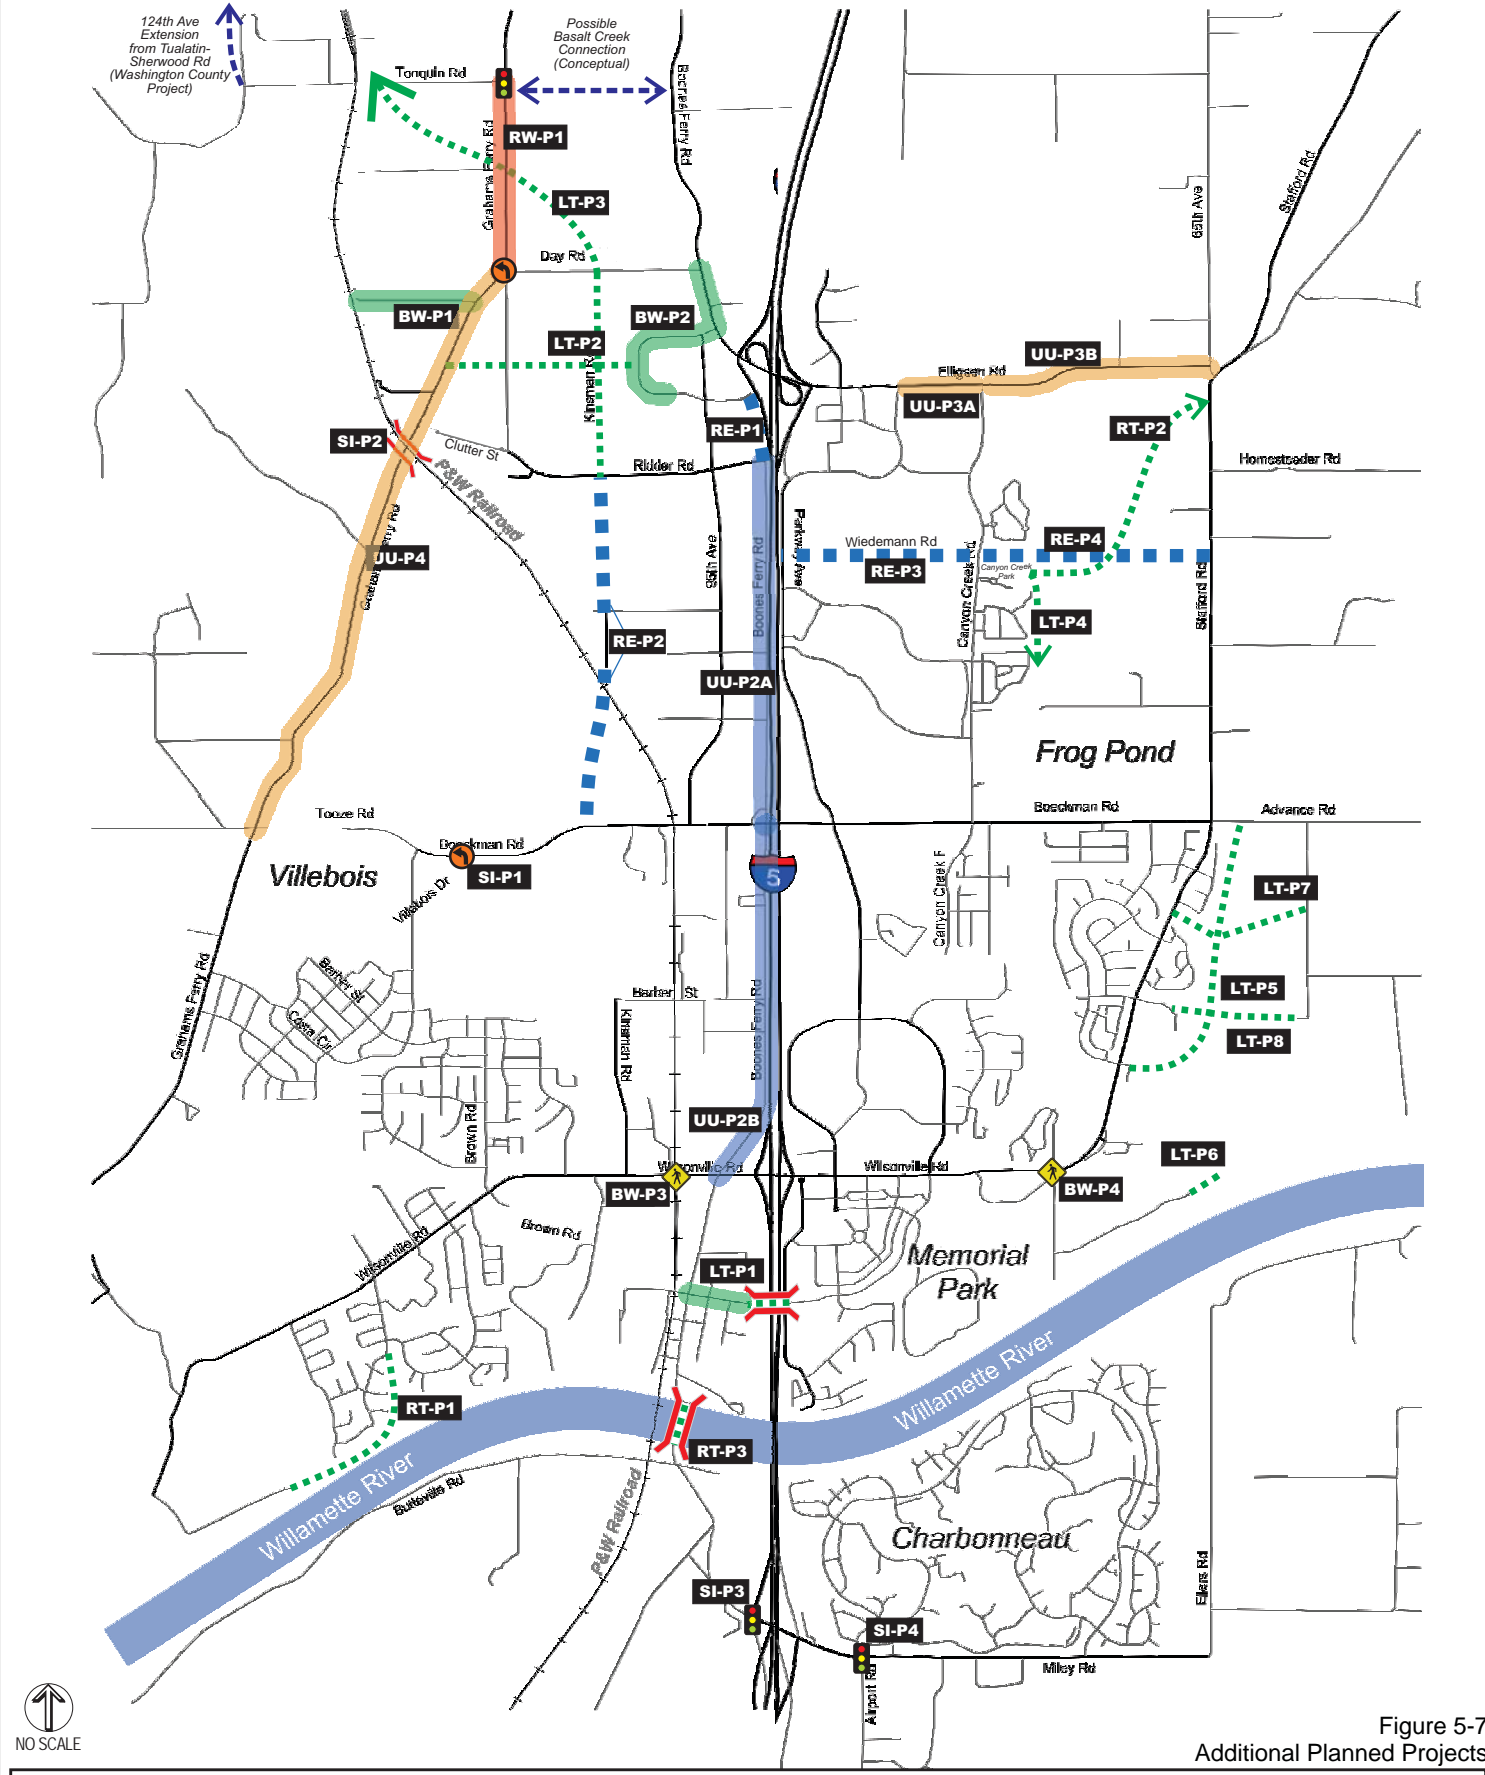 124th Ave
Extension
from Tualatin-
Sherwood Rd
(Washington County
Project)
Possible
Basalt Creek
Connection
(Conceptual)
Tonquin Rd
Boones Ferry Rd
RW-P1
Grahams Ferry Rd
LT-P3
65th Ave
Stafford Rd
Day Rd
BW-P1
BW-P2
LT-P2
Kinsman Rd
UU-P3B
Elligsen Rd
UU-P3A
RE-P1
RT-P2
SI-P2
Clutter St
P&W Railroad
Ridder Rd
Homesteader Rd
95th Ave
Boones Ferry Rd
Parkway Ave
Wiedemann Rd
RE-P4
RE-P3
Canyon Creek Rd
Canyon Creek
Park
Stafford Rd
UU-P4
Grahams Ferry Rd
RE-P2
LT-P4
UU-P2A
Frog Pond
Tooze Rd
Boeckman Rd
Advance Rd
Boeckman Rd
Villebois
SI-P1
Villebois Dr
5
Canyon Creek R
LT-P7
Grahams Ferry Rd
Barber St
Costa Cir
Barber St
Kinsman Rd
Boones Ferry Rd
LT-P5
LT-P8
Brown Rd
UU-P2B
Wilsonville Rd
Wilsonville Rd
LT-P6
BW-P3
BW-P4
Wilsonville Rd
Brown Rd
Memorial
Park
LT-P1
RT-P1
Willamette River
RT-P3
Willamette River
Butteville Rd
P&W Railroad
Charbonneau
Eilers Rd
SI-P3
SI-P4
Miley Rd
Airport Rd
NO SCALE
Figure 5-7
Additional Planned Projects